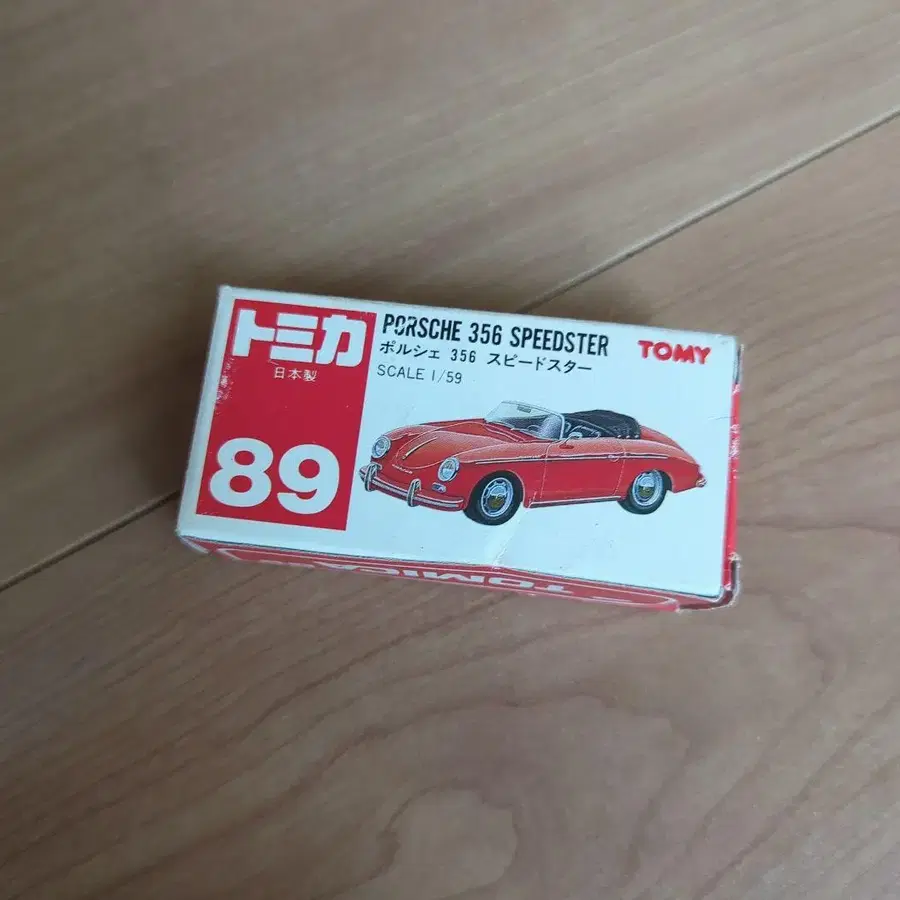 トミカ
日本製
89
PORSCHE 356 SPEEDSTER
ポルシェ 356 スピードスター
SCALE 1/59
TOMY
TOMICA